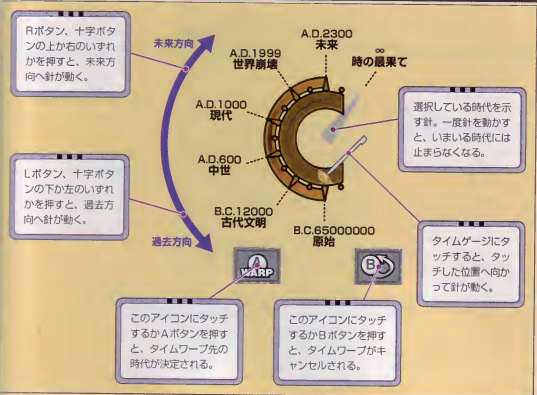 Rボタン、十字ボタ
ンの上か右のいずれ
かを押すと、未来方
向へ針が動く。
未来方向
A.D.2300
未来
∞
時の最果て
A.D.1999
世界崩壊
A.D.1000
現代
A.D.600
中世
B.C.12000
古代文明
B.C.65000000
原始
過去方向
選択している時代を示
す針。一度針を動かす
と、いまいる時代には
止まらなくなる。
Lボタン、十字ボタ
ンの下か左のいずれ
かを押すと、過去方
向へ針が動く。
タイムゲージにタ
ッチすると、タッ
チした位置へ向か
って針が動く。
A
WARP
B
このアイコンにタッチ
するかAボタンを押す
と、タイムワープ先の
時代が決定される。
このアイコンにタッチ
するかBボタンを押す
と、タイムワープがキ
ャンセルされる。